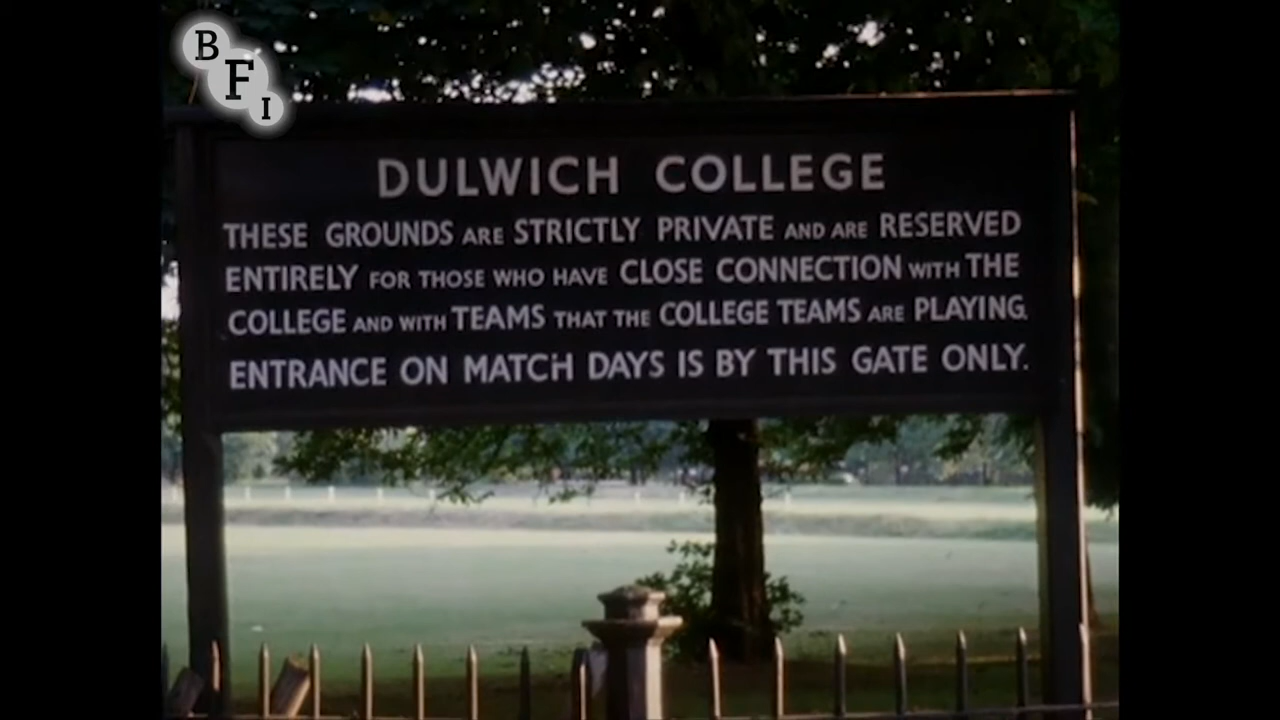 BFI
DULWICH COLLEGE
THESE GROUNDS ARE STRICTLY PRIVATE AND ARE RESERVED
ENTIRELY FOR THOSE WHO HAVE CLOSE CONNECTION WITH THE
COLLEGE AND WITH TEAMS THAT THE COLLEGE TEAMS ARE PLAYING.
ENTRANCE ON MATCH DAYS IS BY THIS GATE ONLY.